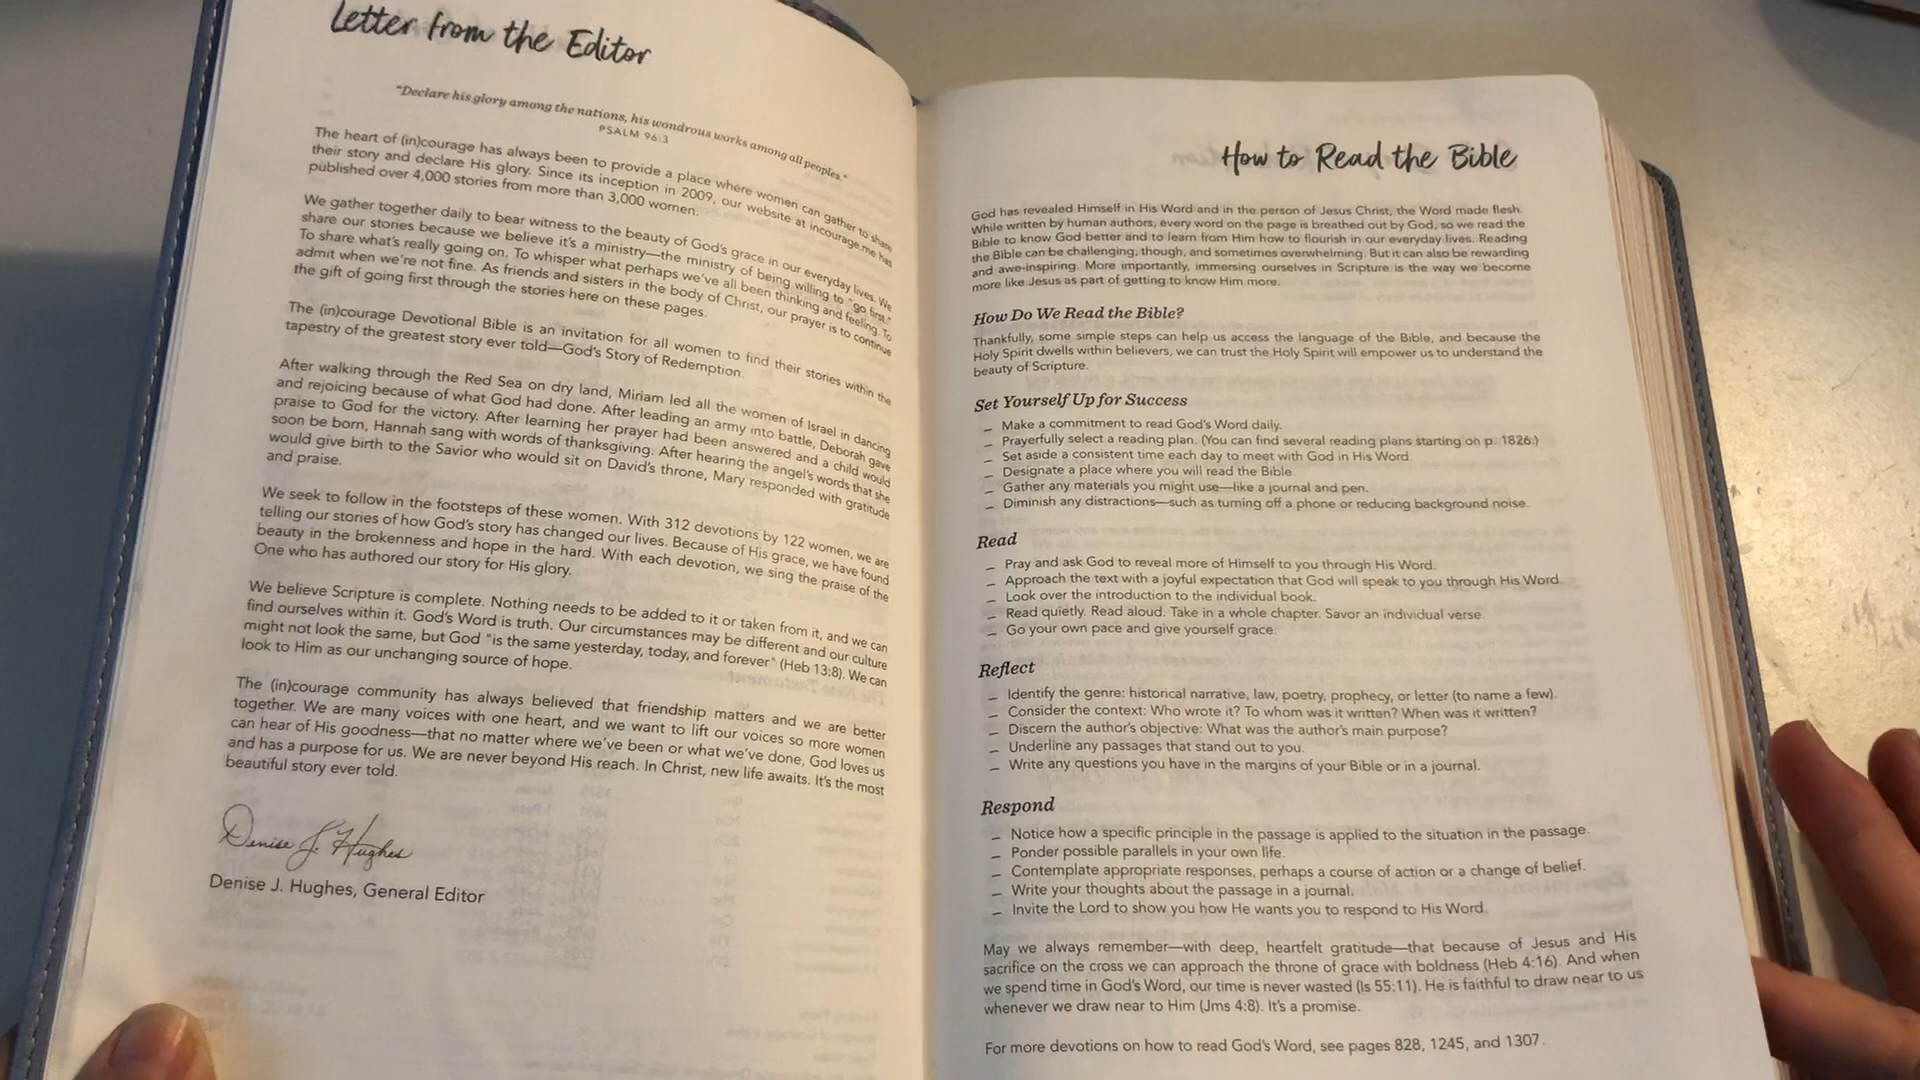 Letter from the Editor
"Declare his glory among the nations, his wondrous works among all peoples."
PSALM 96:3
The heart of (in)courage has always been to provide a place where women can gather to share
their story and declare His glory. Since its inception in 2009, our website at incourage.me has
published over 4,000 stories from more than 3,000 women.
We gather together daily to bear witness to the beauty of God's grace in our everyday lives. We
share our stories because we believe it's a ministry—the ministry of being willing to "go first."
To share what's really going on. To whisper what perhaps we've all been thinking and feeling. To
admit when we're not fine. As friends and sisters in the body of Christ, our prayer is to continue
the gift of going first through the stories here on these pages.
The (in)courage Devotional Bible is an invitation for all women to find their stories within the
tapestry of the greatest story ever told—God's Story of Redemption.
After walking through the Red Sea on dry land, Miriam led all the women of Israel in dancing
and rejoicing because of what God had done. After leading an army into battle, Deborah gave
praise to God for the victory. After learning her prayer had been answered and a child would
soon be born, Hannah sang with words of thanksgiving. After hearing the angel's words that she
would give birth to the Savior who would sit on David's throne, Mary responded with gratitude
and praise.
We seek to follow in the footsteps of these women. With 312 devotions by 122 women, we are
telling our stories of how God's story has changed our lives. Because of His grace, we have found
beauty in the brokenness and hope in the hard. With each devotion, we sing the praise of the
One who has authored our story for His glory.
We believe Scripture is complete. Nothing needs to be added to it or taken from it, and we can
find ourselves within it. God's Word is truth. Our circumstances may be different and our culture
might not look the same, but God "is the same yesterday, today, and forever" (Heb 13:8). We can
look to Him as our unchanging source of hope.
The (in)courage community has always believed that friendship matters and we are better
together. We are many voices with one heart, and we want to lift our voices so more women
can hear of His goodness—that no matter where we've been or what we've done, God loves us
and has a purpose for us. We are never beyond His reach. In Christ, new life awaits. It's the most
beautiful story ever told.
Denise J. Hughes
Denise J. Hughes, General Editor
How to Read the Bible
God has revealed Himself in His Word and in the person of Jesus Christ, the Word made flesh.
While written by human authors, every word on the page is breathed out by God, so we read the
Bible to know God better and to learn from Him how to flourish in our everyday lives. Reading
the Bible can be challenging, though, and sometimes overwhelming. But it can also be rewarding
and awe-inspiring. More importantly, immersing ourselves in Scripture is the way we become
more like Jesus as part of getting to know Him more.
How Do We Read the Bible?
Thankfully, some simple steps can help us access the language of the Bible, and because the
Holy Spirit dwells within believers, we can trust the Holy Spirit will empower us to understand the
beauty of Scripture.
Set Yourself Up for Success
– Make a commitment to read God's Word daily.
– Prayerfully select a reading plan. (You can find several reading plans starting on p. 1826.)
– Set aside a consistent time each day to meet with God in His Word.
– Designate a place where you will read the Bible.
– Gather any materials you might use—like a journal and pen.
– Diminish any distractions—such as turning off a phone or reducing background noise.
Read
– Pray and ask God to reveal more of Himself to you through His Word.
– Approach the text with a joyful expectation that God will speak to you through His Word.
– Look over the introduction to the individual book.
– Read quietly. Read aloud. Take in a whole chapter. Savor an individual verse.
– Go your own pace and give yourself grace.
Reflect
– Identify the genre: historical narrative, law, poetry, prophecy, or letter (to name a few).
– Consider the context: Who wrote it? To whom was it written? When was it written?
– Discern the author's objective: What was the author's main purpose?
– Underline any passages that stand out to you.
– Write any questions you have in the margins of your Bible or in a journal.
Respond
– Notice how a specific principle in the passage is applied to the situation in the passage.
– Ponder possible parallels in your own life.
– Contemplate appropriate responses, perhaps a course of action or a change of belief.
– Write your thoughts about the passage in a journal.
– Invite the Lord to show you how He wants you to respond to His Word.
May we always remember—with deep, heartfelt gratitude—that because of Jesus and His
sacrifice on the cross we can approach the throne of grace with boldness (Heb 4:16). And when
we spend time in God's Word, our time is never wasted (Is 55:11). He is faithful to draw near to us
whenever we draw near to Him (Jms 4:8). It's a promise.
For more devotions on how to read God's Word, see pages 828, 1245, and 1307.